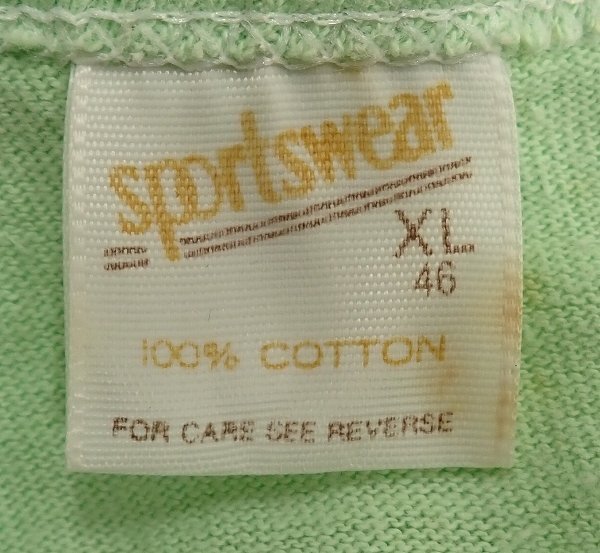 sportswear
XL
46
100% COTTON
FOR CARE SEE REVERSE